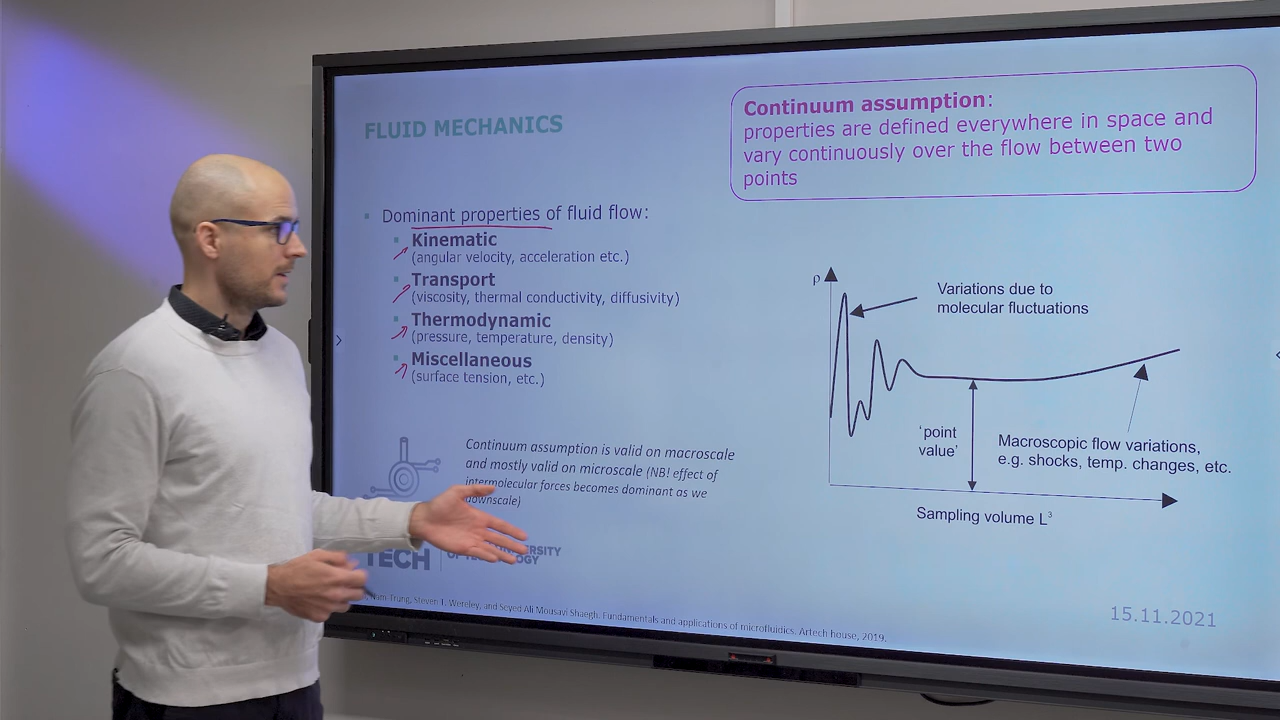 FLUID MECHANICS
Continuum assumption:
properties are defined everywhere in space and
vary continuously over the flow between two
points
Dominant properties of fluid flow:
Kinematic
(angular velocity, acceleration etc.)
Transport
(viscosity, thermal conductivity, diffusivity)
Thermodynamic
(pressure, temperature, density)
Miscellaneous
(surface tension, etc.)
Continuum assumption is valid on macroscale
and mostly valid on microscale (NB! effect of
intermolecular forces becomes dominant as we
downscale)
ρ
Variations due to
molecular fluctuations
'point
value'
Macroscopic flow variations,
e.g. shocks, temp. changes, etc.
Sampling volume L³
TECH
Nam-Trung, Steven T. Wereley, and Seyed Ali Mousavi Shaegh. Fundamentals and applications of microfluidics. Artech house, 2019.
15.11.2021